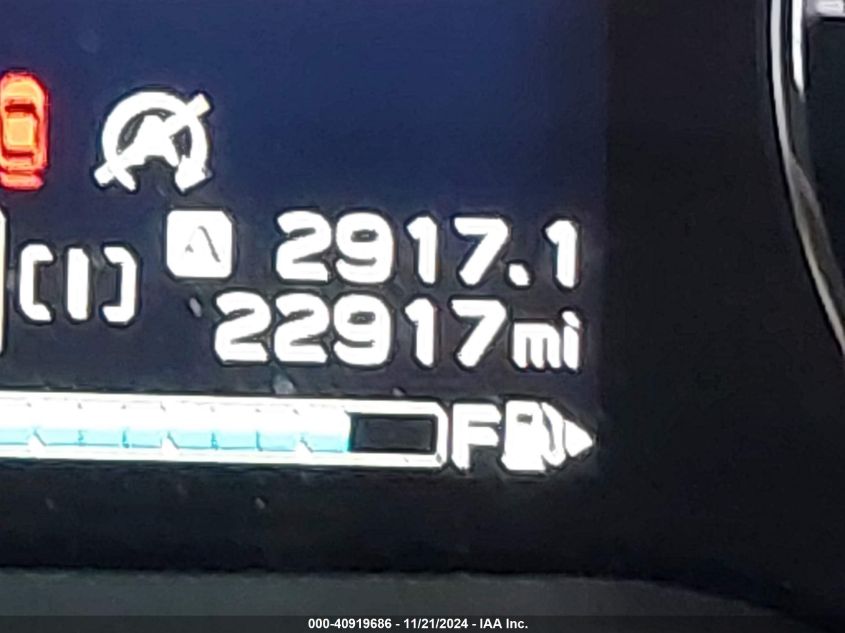 A 2917.1
22917mi
F
000-40919686 - 11/21/2024 - IAA Inc.